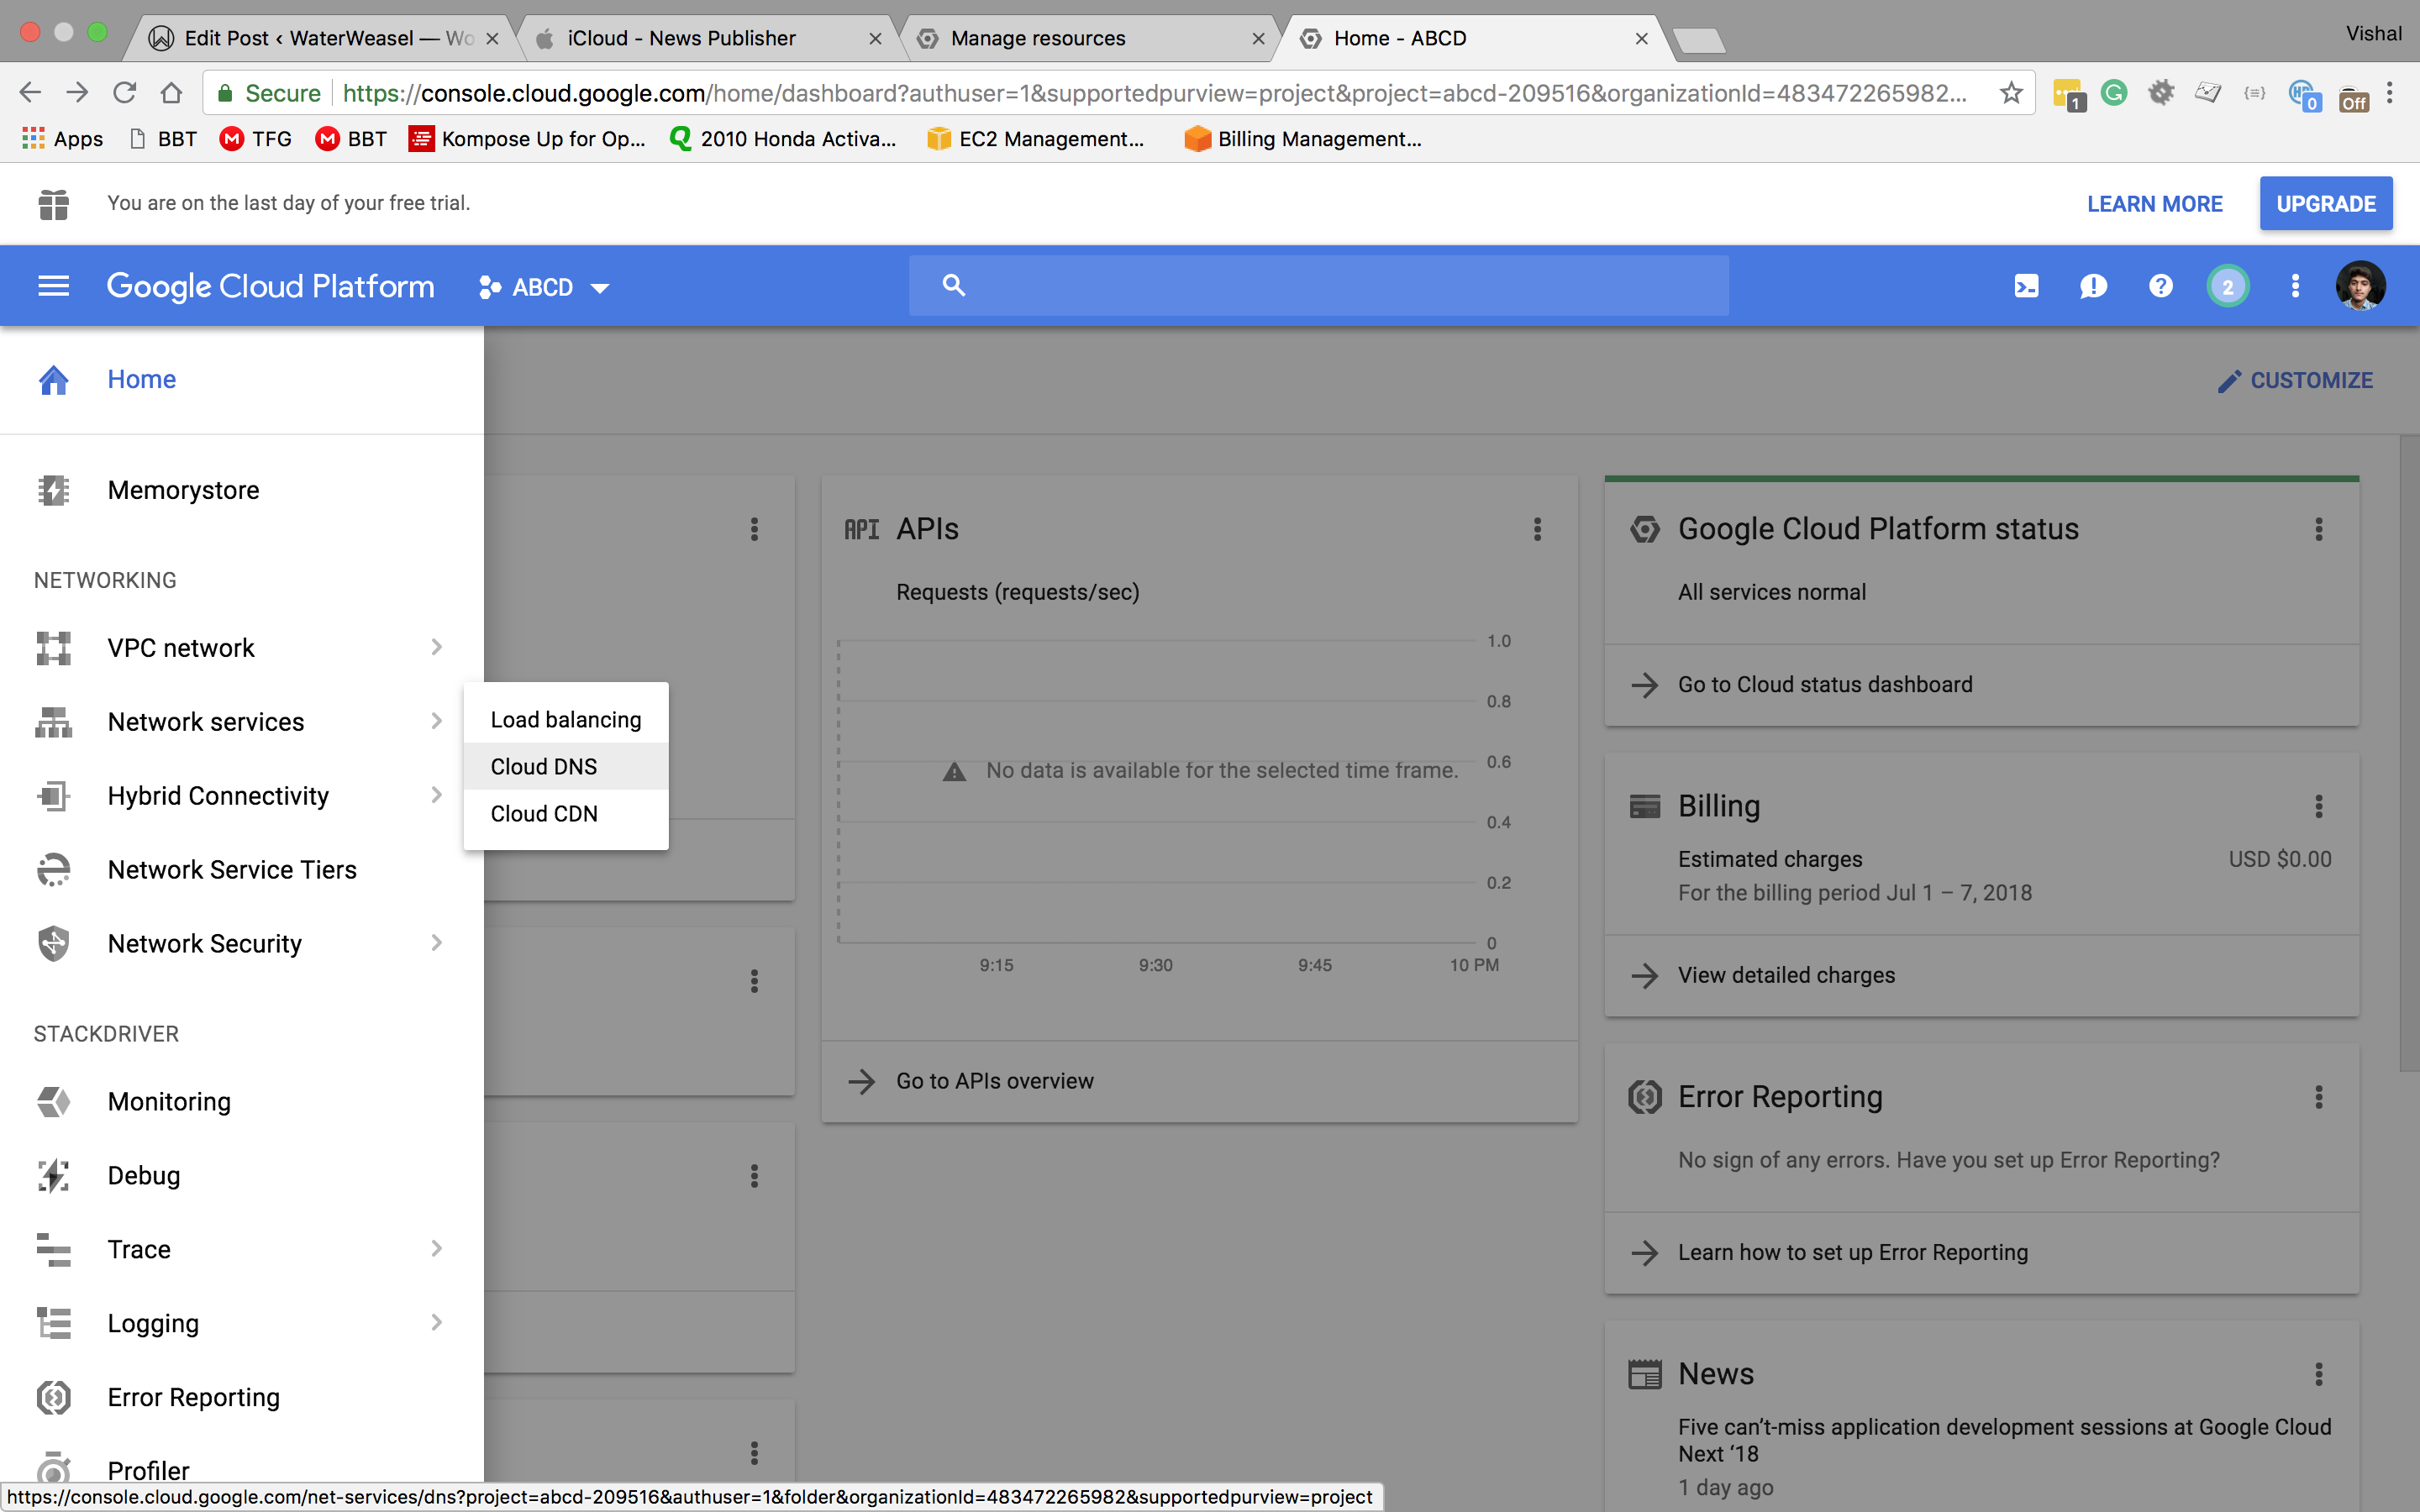 Edit Post ‹ WaterWeasel — Wo
iCloud - News Publisher
Manage resources
Home - ABCD
Vishal
Secure
https://console.cloud.google.com/home/dashboard?authuser=1&supportedpurview=project&project=abcd-209516&organizationId=483472265982...
1
0
Off
Apps
BBT
TFG
BBT
Kompose Up for Op...
2010 Honda Activa...
EC2 Management...
Billing Management...
You are on the last day of your free trial.
LEARN MORE
UPGRADE
Google Cloud Platform
ABCD
2
Home
CUSTOMIZE
Memorystore
NETWORKING
VPC network
Network services
Hybrid Connectivity
Network Service Tiers
Network Security
STACKDRIVER
Monitoring
Debug
Trace
Logging
Error Reporting
Profiler
Load balancing
Cloud DNS
Cloud CDN
API
APIs
Requests (requests/sec)
1.0
0.8
No data is available for the selected time frame.
0.6
0.4
0.2
0
9:15
9:30
9:45
10 PM
Go to APIs overview
Google Cloud Platform status
All services normal
Go to Cloud status dashboard
Billing
Estimated charges
USD $0.00
For the billing period Jul 1 – 7, 2018
View detailed charges
Error Reporting
No sign of any errors. Have you set up Error Reporting?
Learn how to set up Error Reporting
News
Five can't-miss application development sessions at Google Cloud
Next ‘18
1 day ago
https://console.cloud.google.com/net-services/dns?project=abcd-209516&authuser=1&folder&organizationId=483472265982&supportedpurview=project